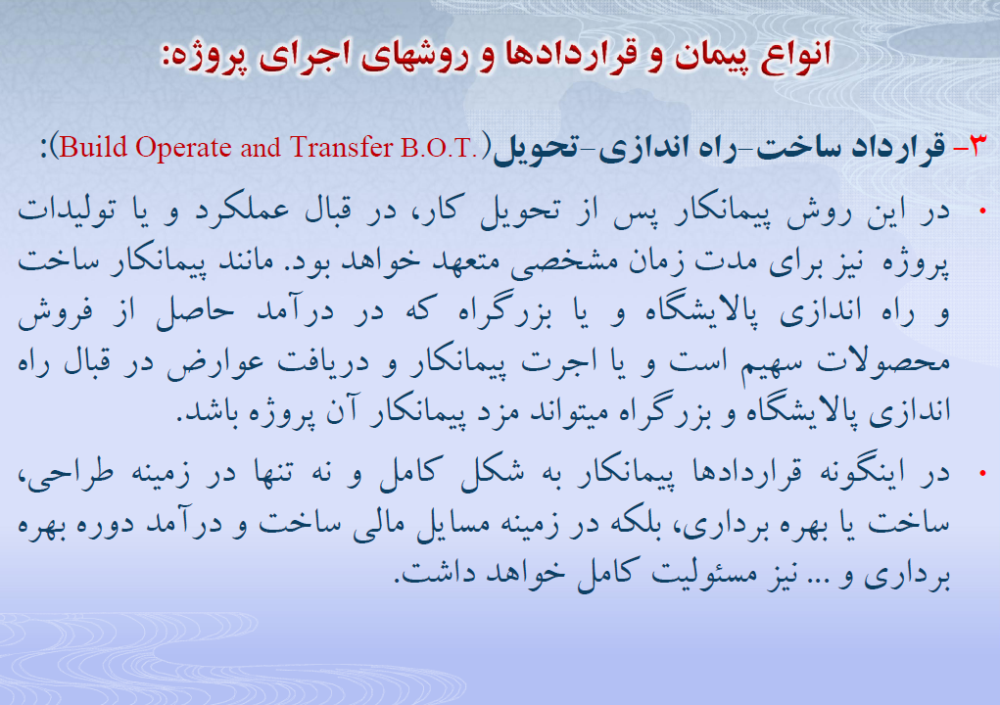 انواع پیمان و قراردادها و روشهای اجرای پروژه:
۳- قرارداد ساخت-راه اندازی-تحویل(Build Operate and Transfer B.O.T.):
• در این روش پیمانکار پس از تحویل کار، در قبال عملکرد و یا تولیدات
پروژه نیز برای مدت زمان مشخصی متعهد خواهد بود. مانند پیمانکار ساخت
و راه اندازی پالایشگاه و یا بزرگراه که در درآمد حاصل از فروش
محصولات سهیم است و یا اجرت پیمانکار و دریافت عوارض در قبال راه
اندازی پالایشگاه و بزرگراه میتواند مزد پیمانکار آن پروژه باشد.
• در اینگونه قراردادها پیمانکار به شکل کامل و نه تنها در زمینه طراحی،
ساخت یا بهره برداری، بلکه در زمینه مسایل مالی ساخت و درآمد دوره بهره
برداری و ... نیز مسئولیت کامل خواهد داشت.